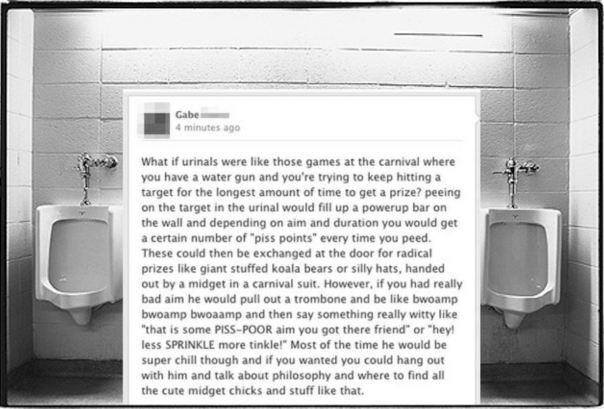 Gabe
4 minutes ago
What if urinals were like those games at the carnival where
you have a water gun and you're trying to keep hitting a
target for the longest amount of time to get a prize? peeing
on the target in the urinal would fill up a powerup bar on
the wall and depending on aim and duration you would get
a certain number of "piss points" every time you peed.
These could then be exchanged at the door for radical
prizes like giant stuffed koala bears or silly hats, handed
out by a midget in a carnival suit. However, if you had really
bad aim he would pull out a trombone and be like bwoamp
bwoamp bwoaamp and then say something really witty like
"that is some PISS-POOR aim you got there friend" or "hey!
less SPRINKLE more tinkle!" Most of the time he would be
super chill though and if you wanted you could hang out
with him and talk about philosophy and where to find all
the cute midget chicks and stuff like that.